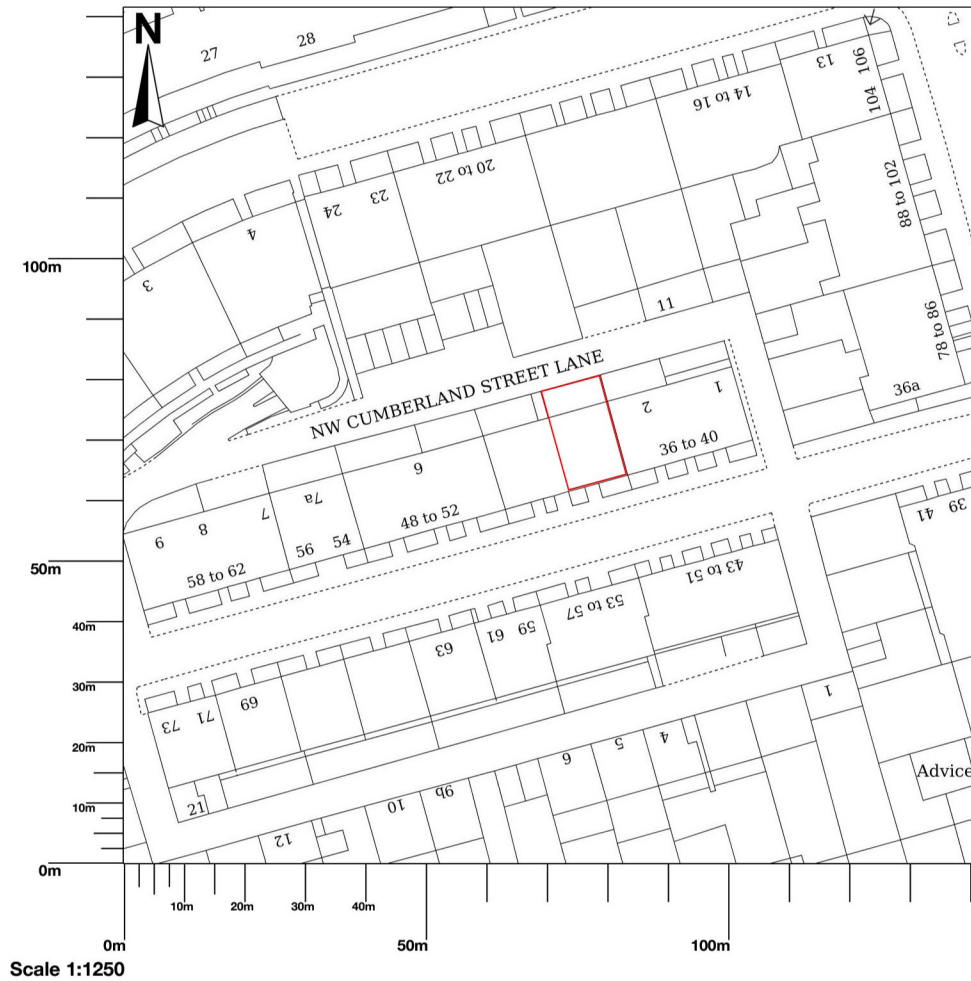 N
27
28
13
104 106
14 to 16
20 to 22
23
24
4
3
88 to 102
100m
11
78 to 86
NW CUMBERLAND STREET LANE
36a
1
2
36 to 40
9
7a
7
8
9
48 to 52
54
56
58 to 62
50m
39
41
43 to 51
53 to 57
59
61
63
69
71
73
40m
30m
20m
10m
0m
1
4
5
6
9b
10
12
21
Advice
10m
20m
30m
40m
0m
50m
100m
Scale 1:1250